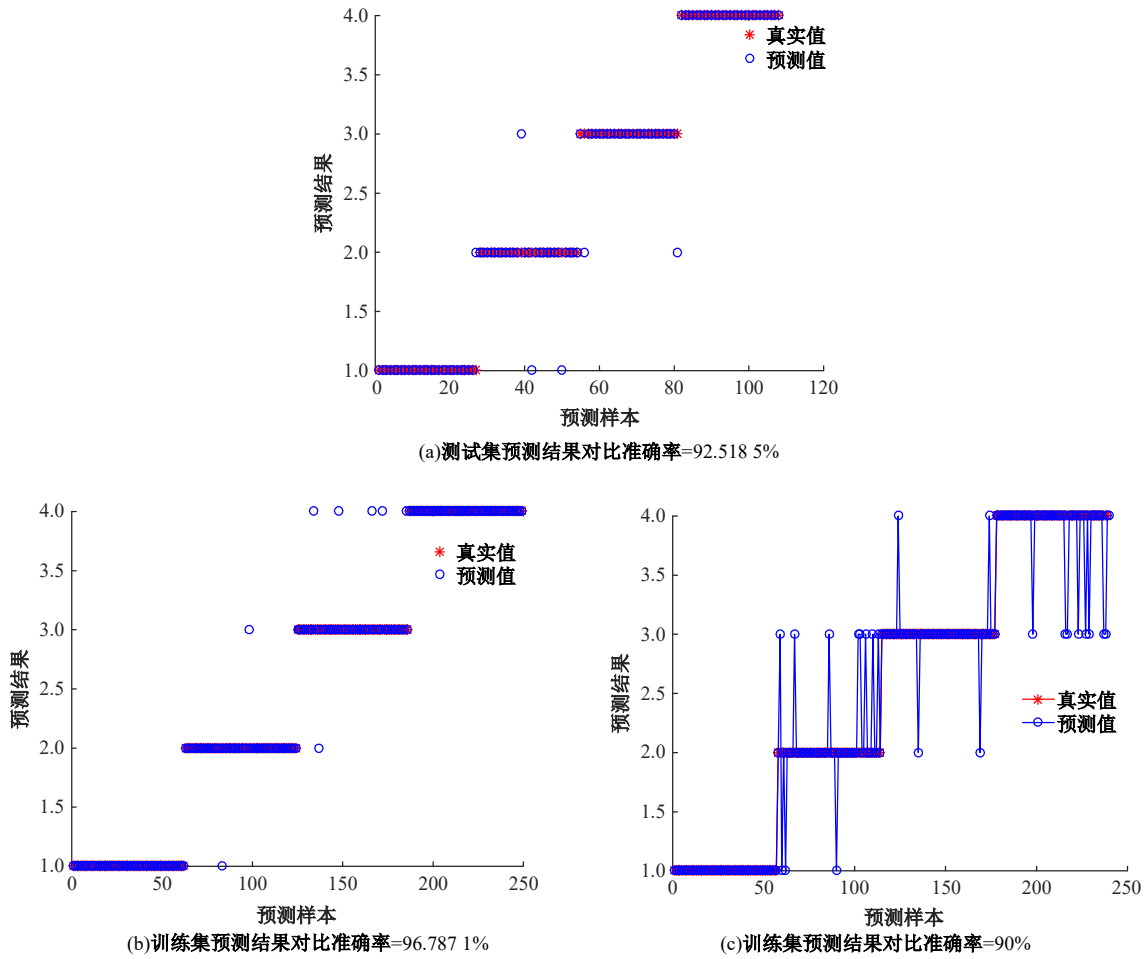 4.0
3.5
3.0
2.5
2.0
1.5
1.0
预测结果
真实值
预测值
0 20 40 60 80 100 120
预测样本
(a)测试集预测结果对比准确率=92.518 5%
4.0
3.5
3.0
2.5
2.0
1.5
1.0
预测结果
真实值
预测值
0 50 100 150 200 250
预测样本
(b)训练集预测结果对比准确率=96.787 1%
4.0
3.5
3.0
2.5
2.0
1.5
1.0
预测结果
真实值
预测值
0 50 100 150 200 250
预测样本
(c)训练集预测结果对比准确率=90%